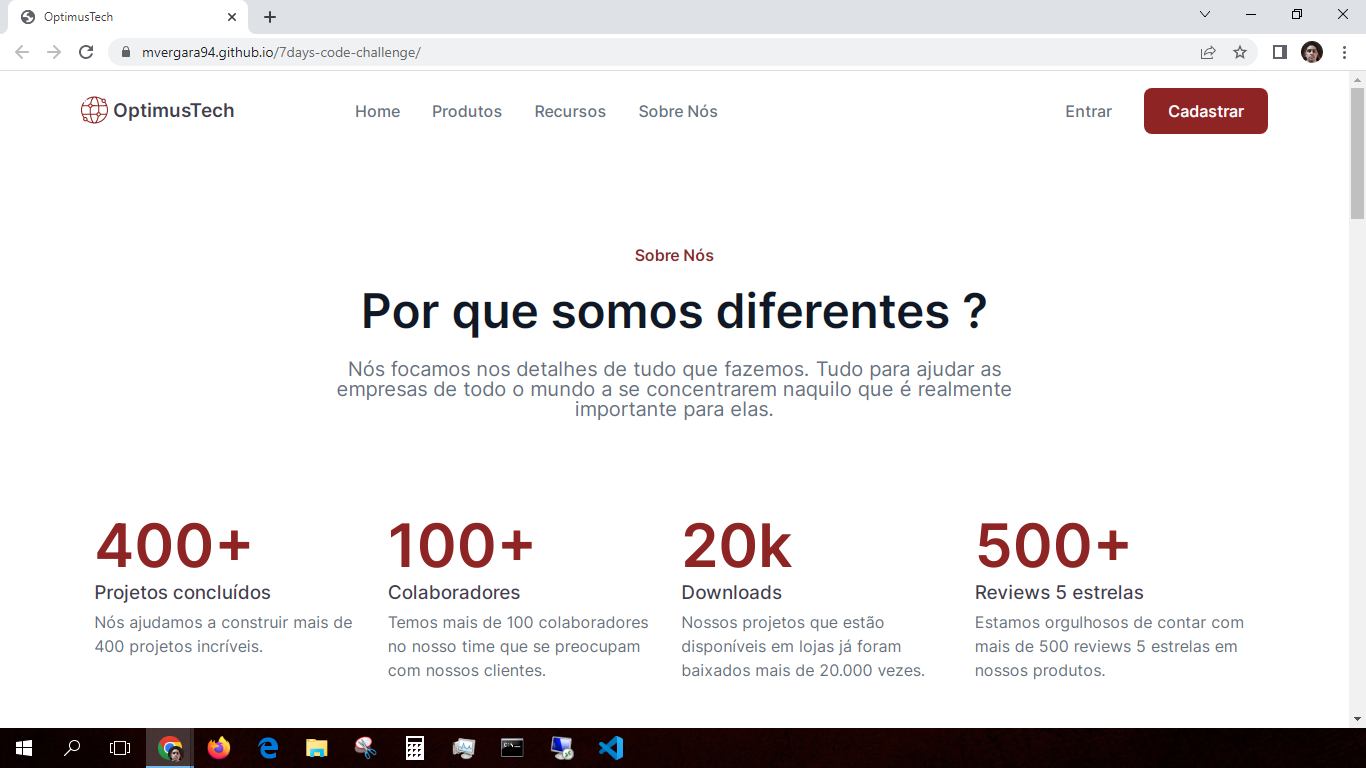 OptimusTech
mvergara94.github.io/7days-code-challenge/
OptimusTech
Home Produtos Recursos Sobre Nós Entrar Cadastrar
Sobre Nós
Por que somos diferentes ?
Nós focamos nos detalhes de tudo que fazemos. Tudo para ajudar as
empresas de todo o mundo a se concentrarem naquilo que é realmente
importante para elas.
400+
Projetos concluídos
Nós ajudamos a construir mais de
400 projetos incríveis.
100+
Colaboradores
Temos mais de 100 colaboradores
no nosso time que se preocupam
com nossos clientes.
20k
Downloads
Nossos projetos que estão
disponíveis em lojas já foram
baixados mais de 20.000 vezes.
500+
Reviews 5 estrelas
Estamos orgulhosos de contar com
mais de 500 reviews 5 estrelas em
nossos produtos.